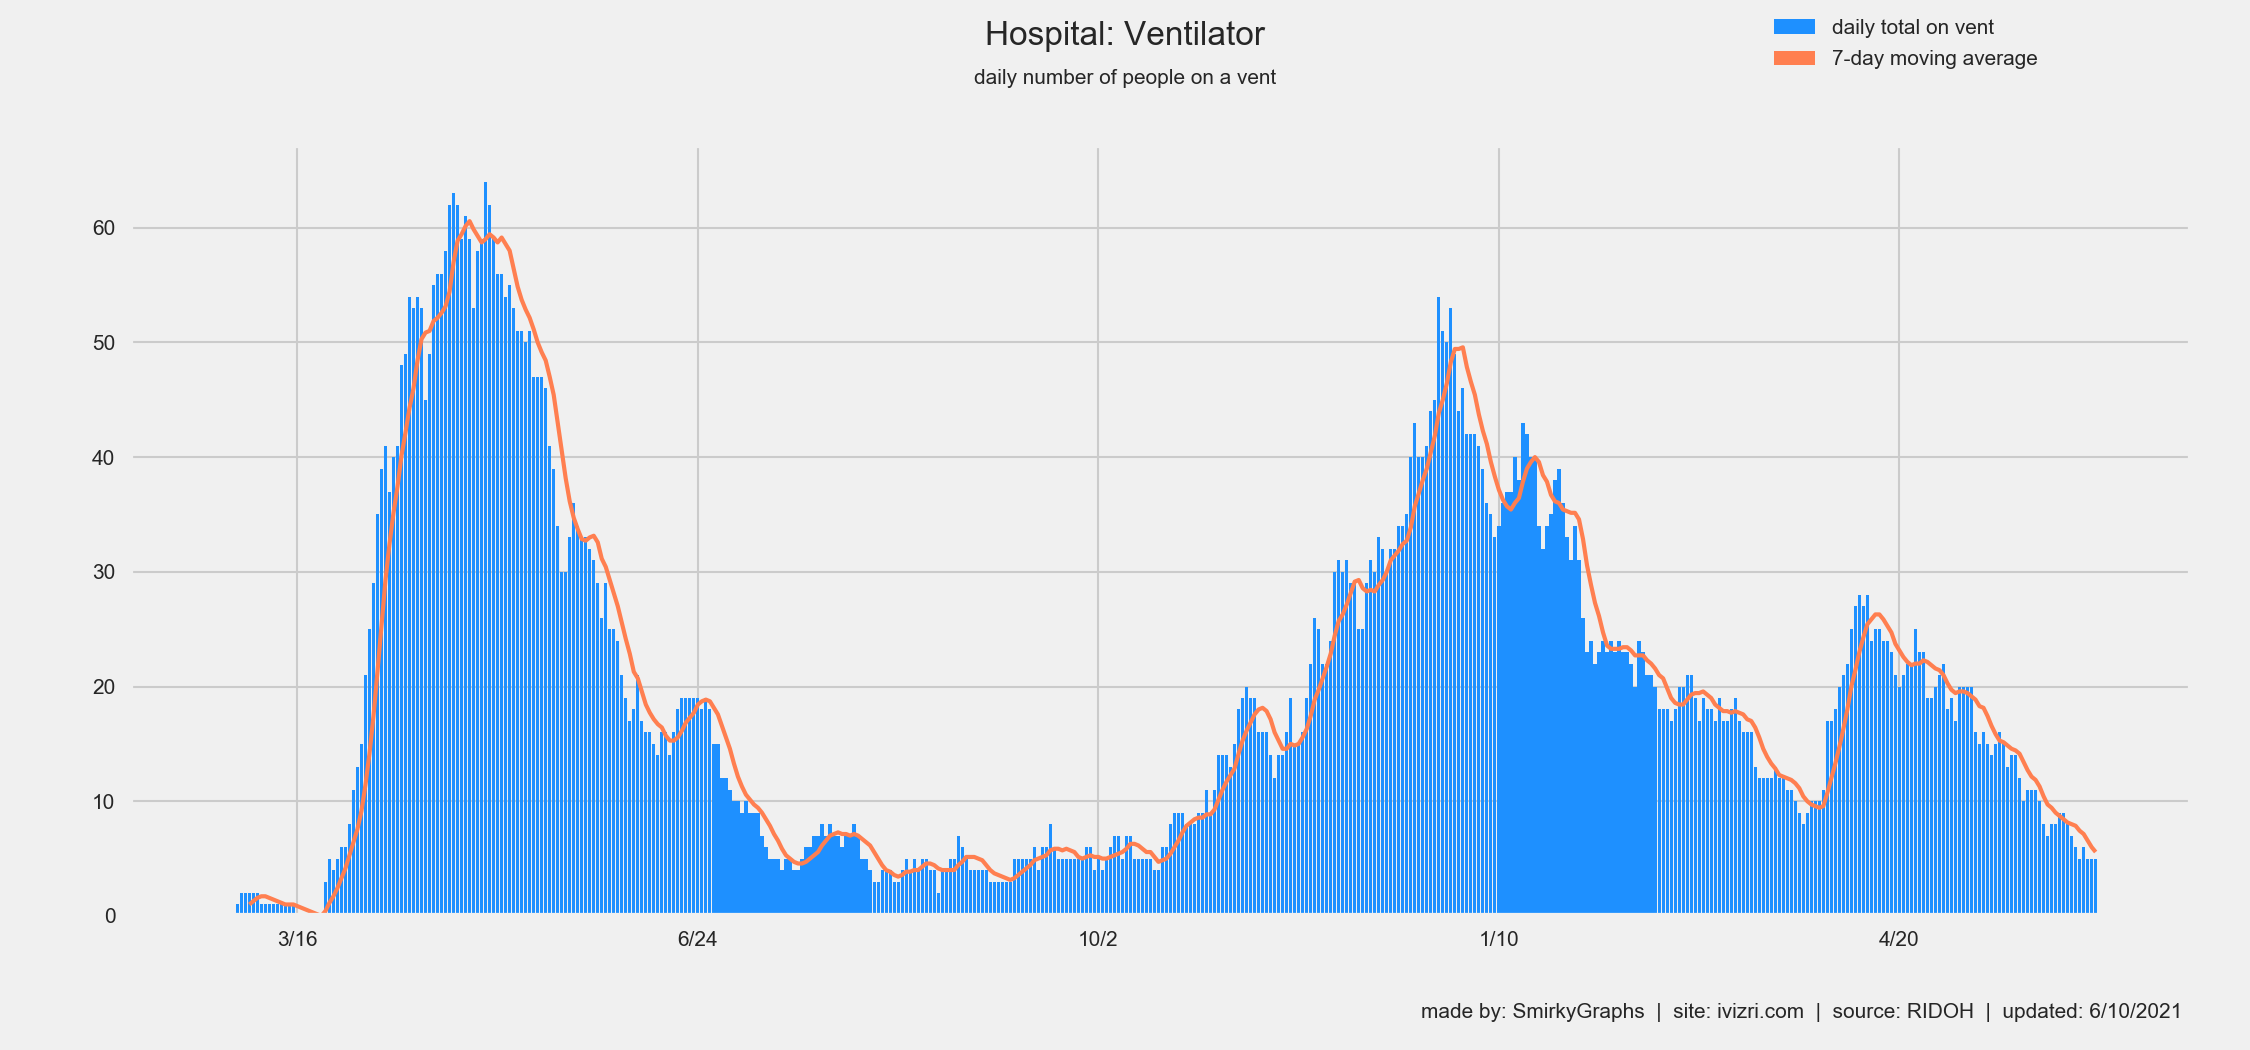 Hospital: Ventilator
daily number of people on a vent
daily total on vent
7-day moving average
60
50
40
30
20
10
0
3/16
6/24
10/2
1/10
4/20
made by: SmirkyGraphs | site: ivizri.com | source: RIDOH | updated: 6/10/2021